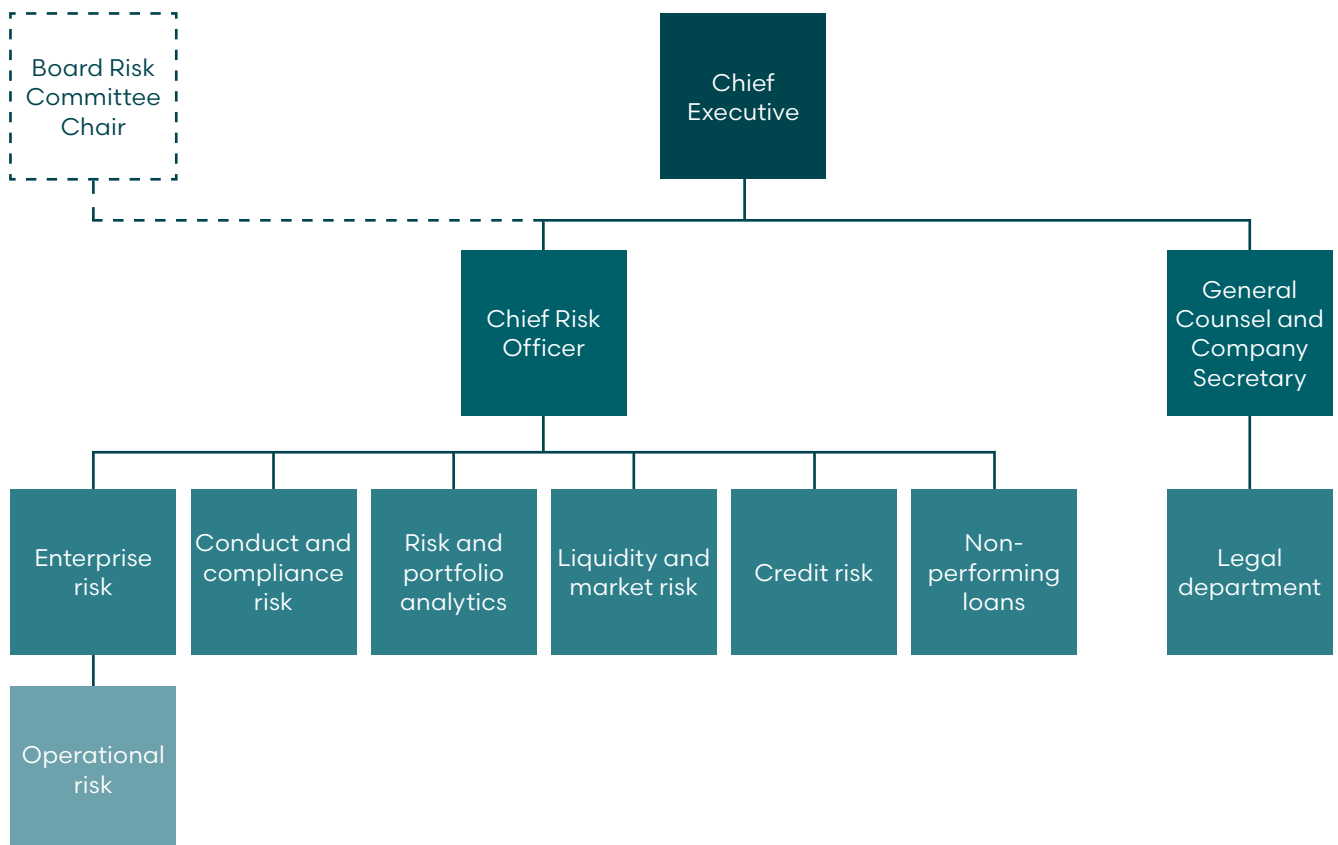 Board Risk
Committee
Chair
Chief
Executive
Chief Risk
Officer
General
Counsel and
Company
Secretary
Enterprise
risk
Conduct and
compliance
risk
Risk and
portfolio
analytics
Liquidity and
market risk
Credit risk
Non-
performing
loans
Legal
department
Operational
risk